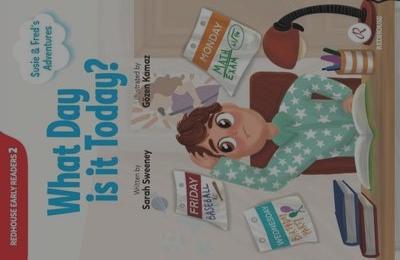 REDHOUSE EARLY READERS 2
Susie & Fred's
Adventures
What Day
is it Today?
Written by
Sarah Sweeney
Illustrated by
Gözen Kamaz
REDHOUSE
MONDAY
MATH
EXAM
FRIDAY
BASEBALL
WEDNESDAY